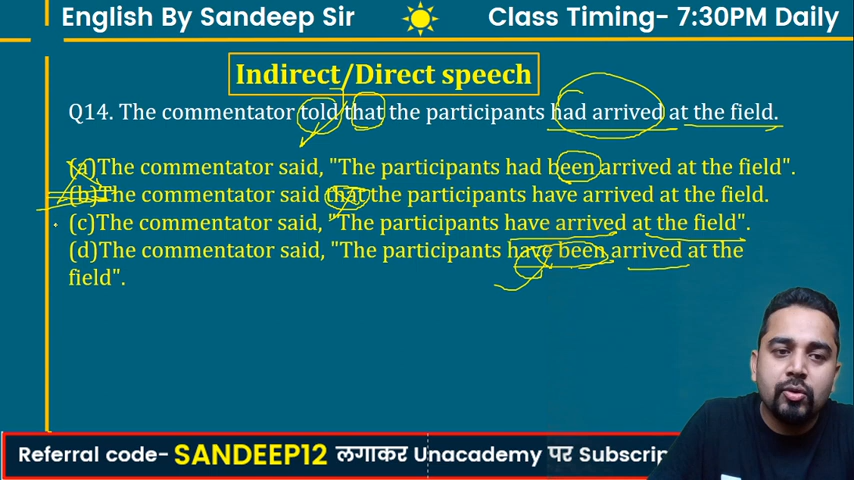 English By Sandeep Sir
Class Timing- 7:30PM Daily
Indirect/Direct speech
Q14. The commentator told that the participants had arrived at the field.
(a)The commentator said, "The participants had been arrived at the field".
(b)The commentator said that the participants have arrived at the field.
(c)The commentator said, "The participants have arrived at the field".
(d)The commentator said, "The participants have been arrived at the
field".
Referral code- SANDEEP12 लगाकर Unacademy पर Subscrip